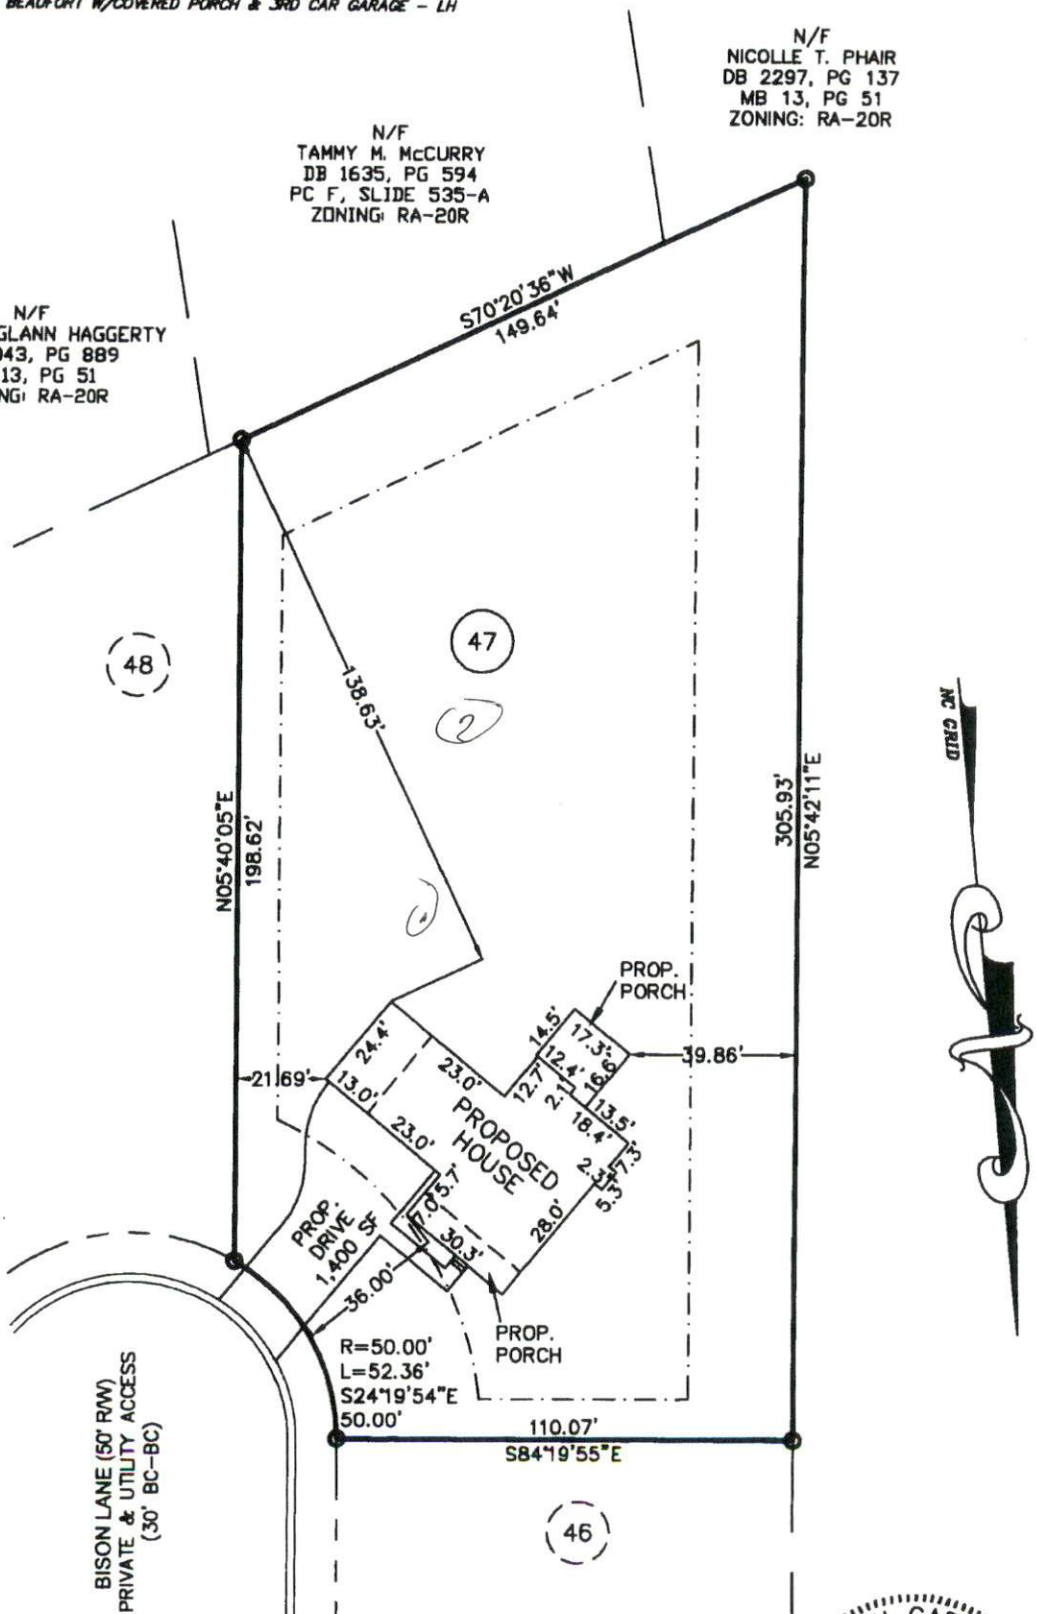 BEAUFORT W/COVERED PORCH & 3RD CAR GARAGE - LH
N/F
NICOLLE T. PHAIR
DB 2297, PG 137
MB 13, PG 51
ZONING: RA-20R
N/F
TAMMY M. McCURRY
DB 1635, PG 594
PC F, SLIDE 535-A
ZONING: RA-20R
N/F
GLANN HAGGERTY
043, PG 889
13, PG 51
NG: RA-20R
S70°20'36"W
149.64'
47
48
2
138.63'
NC GRID
N05°40'05"E
198.62'
305.93'
N05°42'11"E
PROP.
PORCH
14.5'
17.3'
12.4'
16.6'
39.86'
24.4'
21.69'
13.0'
23.0'
12.7'
2.1'
13.5'
18.4'
23.0'
PROPOSED
HOUSE
7.3'
2.3'
5.3'
5.7'
7.0'
28.0'
30.3'
PROP.
DRIVE
1,400 SF
36.00'
PROP.
PORCH
R=50.00'
L=52.36'
S24°19'54"E
50.00'
110.07'
S84°19'55"E
BISON LANE (50' R/W)
PRIVATE & UTILITY ACCESS
(30' BC-BC)
46